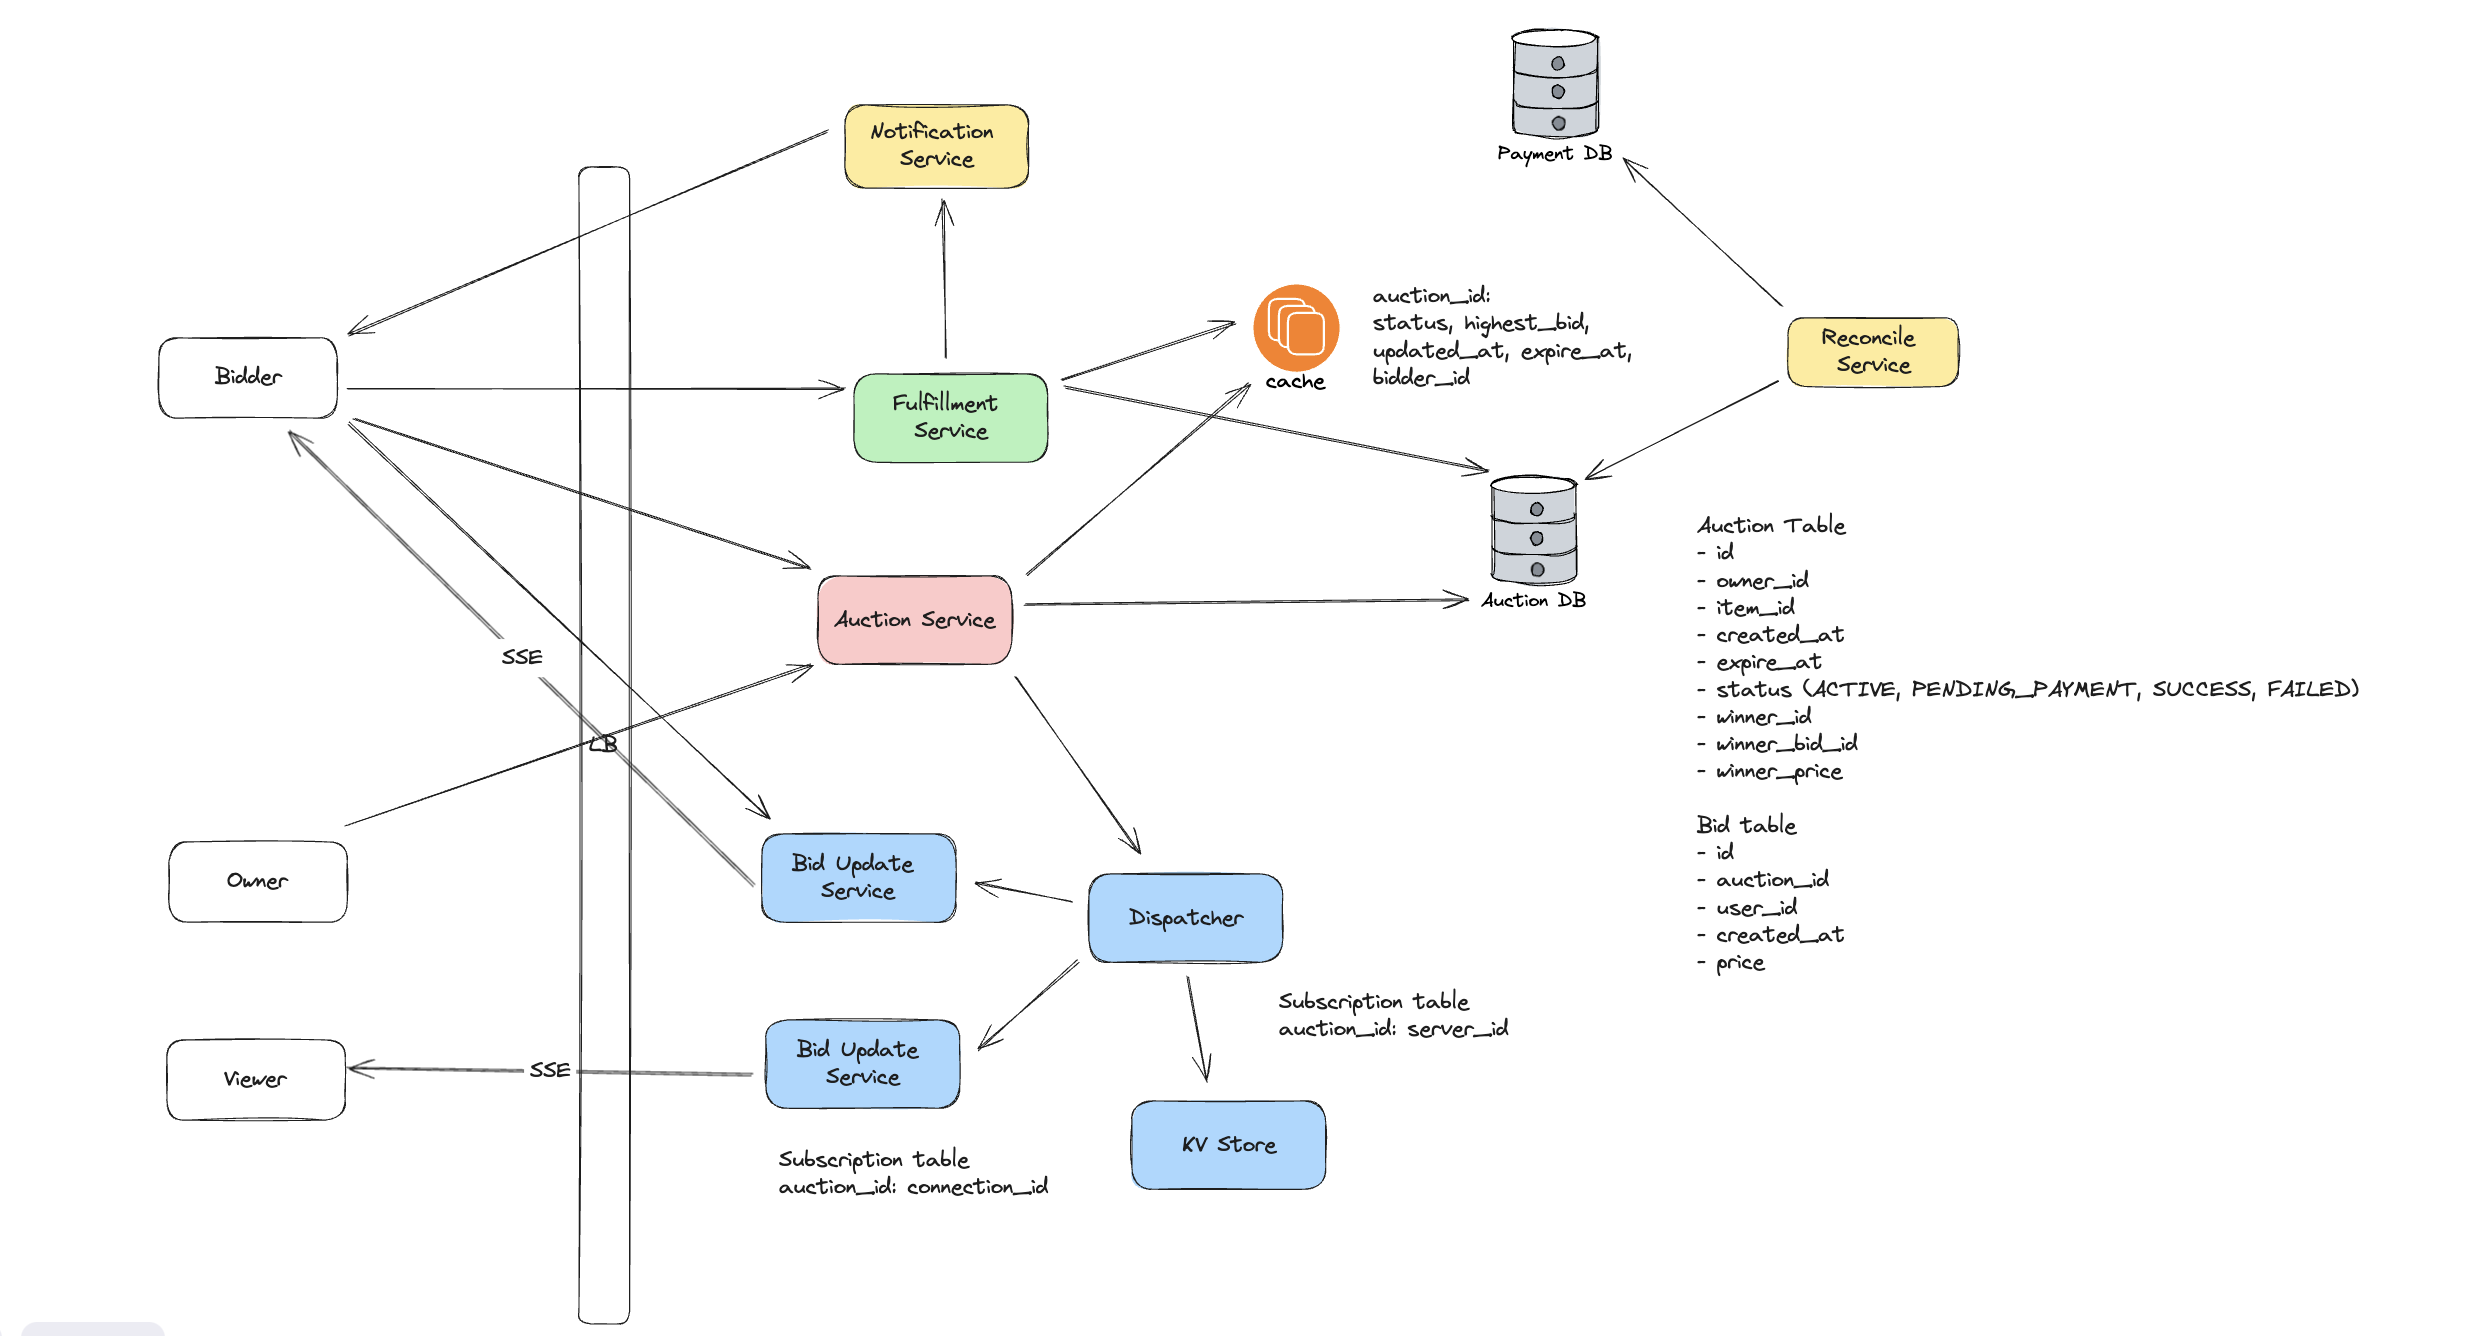 Payment DB
Notification
Service
auction_id:
status, highest_bid,
updated_at, expire_at,
bidder_id
cache
Reconcile
Service
Bidder
Fulfillment
Service
Auction DB
Auction Table
- id
- owner_id
- item_id
- created_at
- expire_at
- status (ACTIVE, PENDING_PAYMENT, SUCCESS, FAILED)
- winner_id
- winner_bid_id
- winner_price
Bid table
- id
- auction_id
- user_id
- created_at
- price
Auction Service
SSE
LB
Owner
Bid Update
Service
Dispatcher
Subscription table
auction_id: server_id
Viewer
SSE
Bid Update
Service
KV Store
Subscription table
auction_id: connection_id